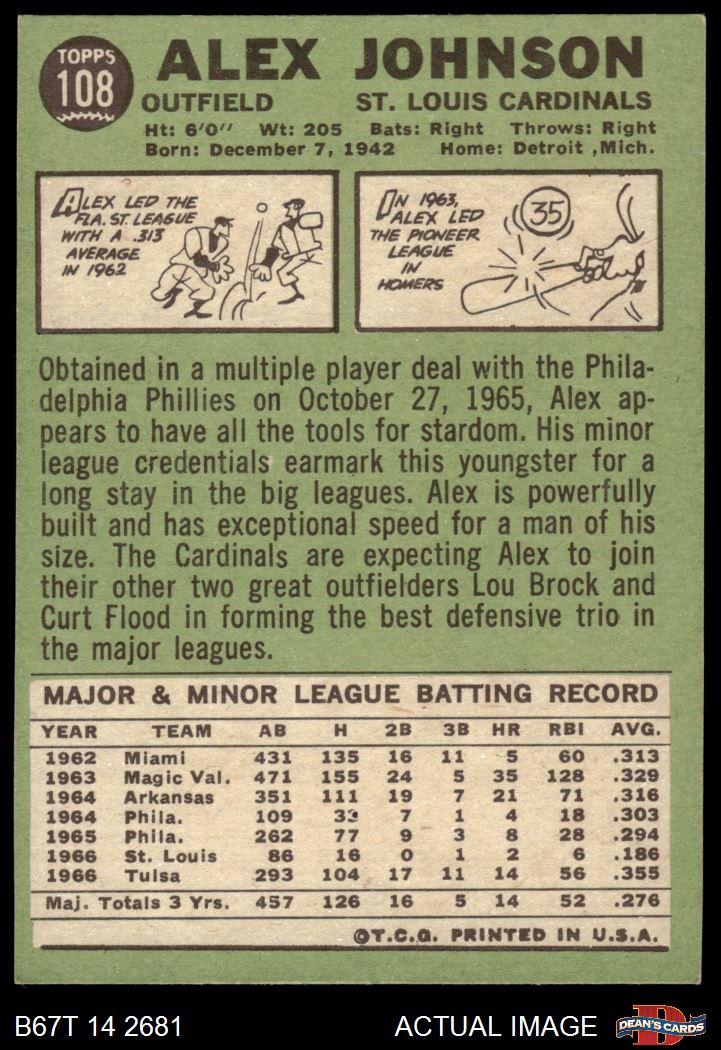 TOPPS
108
ALEX JOHNSON
OUTFIELD ST. LOUIS CARDINALS
Ht: 6'0" Wt: 205 Bats: Right Throws: Right
Born: December 7, 1942 Home: Detroit ,Mich.
ALEX LED THE
FLA. ST. LEAGUE
WITH A .313
AVERAGE
IN 1962
IN 1963,
ALEX LED
THE PIONEER
LEAGUE
IN
HOMERS
35
Obtained in a multiple player deal with the Phila-
delphia Phillies on October 27, 1965, Alex ap-
pears to have all the tools for stardom. His minor
league credentials earmark this youngster for a
long stay in the big leagues. Alex is powerfully
built and has exceptional speed for a man of his
size. The Cardinals are expecting Alex to join
their other two great outfielders Lou Brock and
Curt Flood in forming the best defensive trio in
the major leagues.
MAJOR & MINOR LEAGUE BATTING RECORD
YEAR TEAM AB H 2B 3B HR RBI AVG.
1962 Miami 431 135 16 11 5 60 .313
1963 Magic Val. 471 155 24 5 35 128 .329
1964 Arkansas 351 111 19 7 21 71 .316
1964 Phila. 109 33 7 1 4 18 .303
1965 Phila. 262 77 9 3 8 28 .294
1966 St. Louis 86 16 0 1 2 6 .186
1966 Tulsa 293 104 17 11 14 56 .355
Maj. Totals 3 Yrs. 457 126 16 5 14 52 .276
©T.C.G. PRINTED IN U.S.A.
B67T 14 2681 ACTUAL IMAGE
D
DEAN'S CARDS